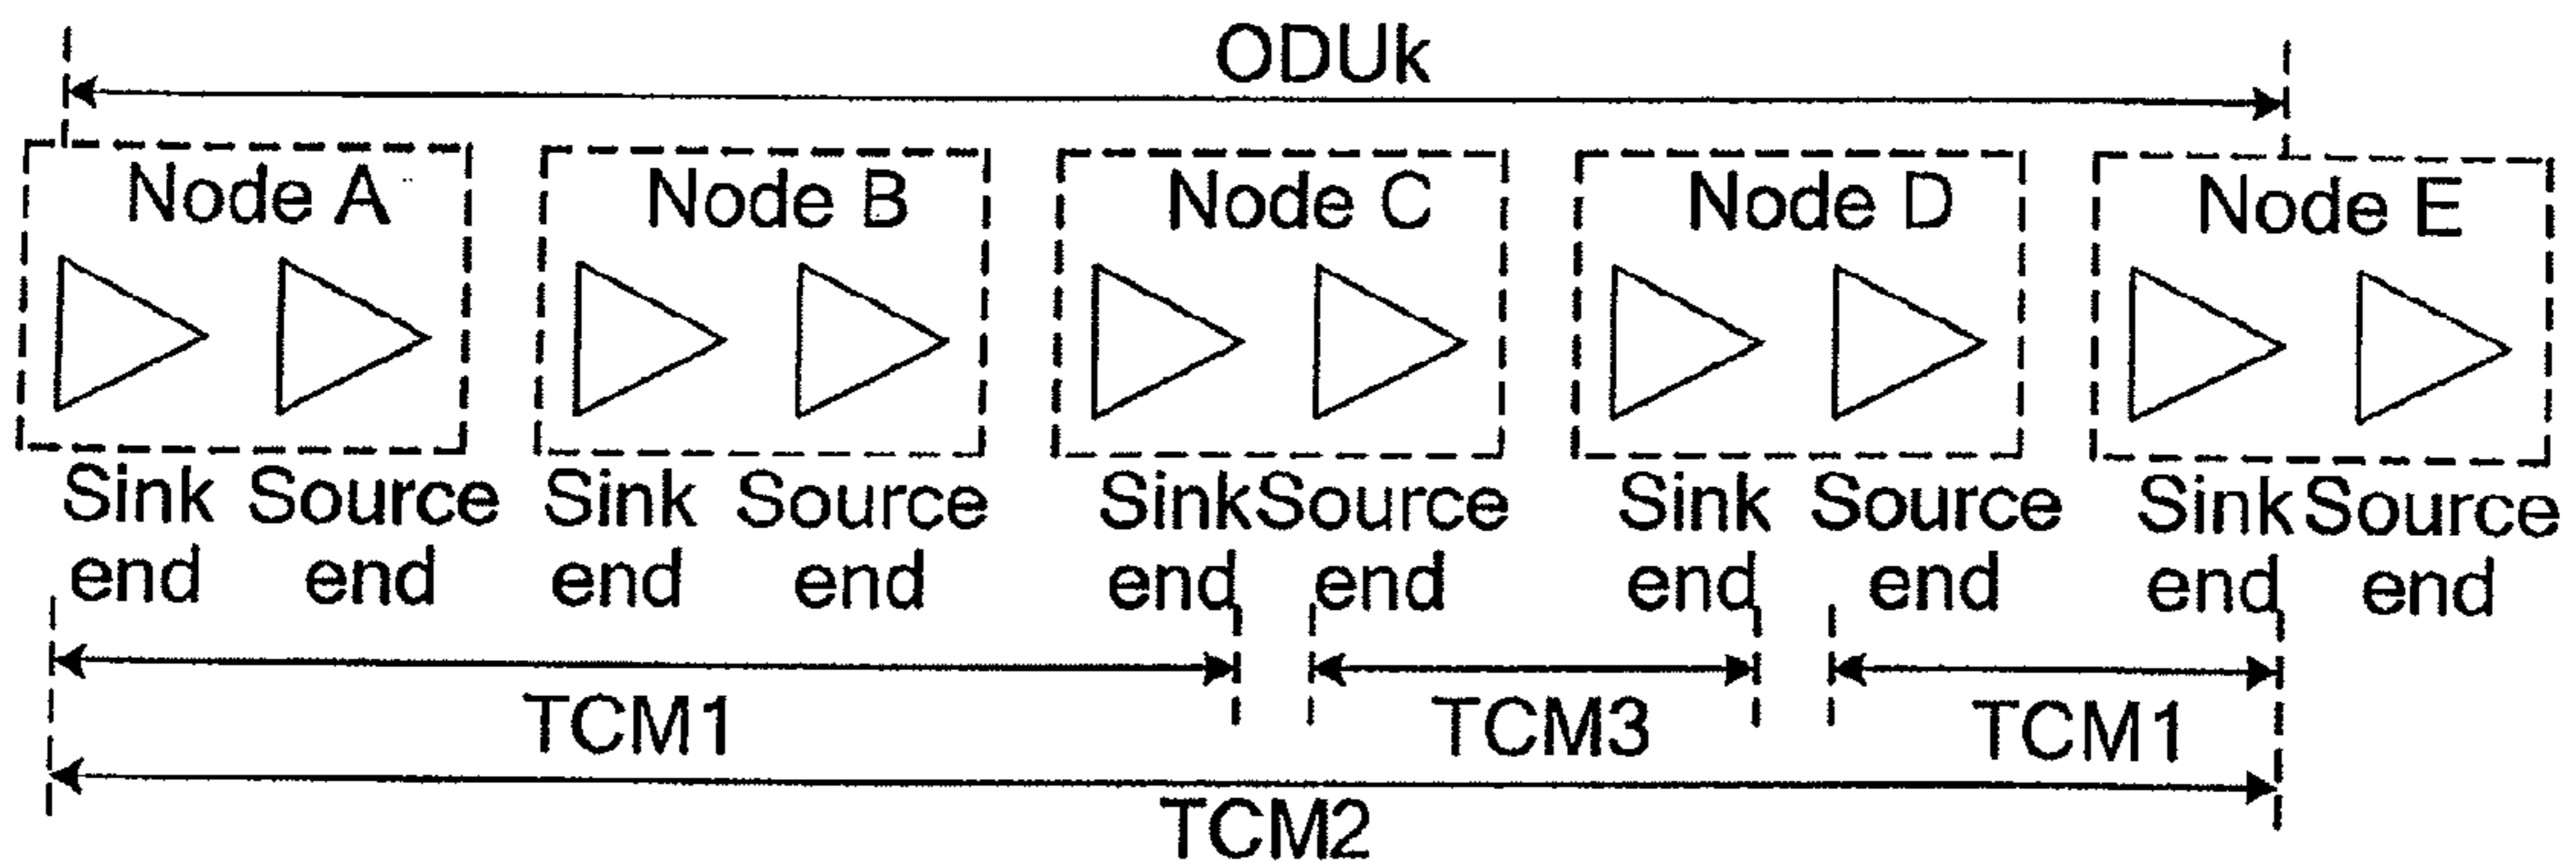 ODUk
Node A
Node B
Node C
Node D
Node E
Sink end
Source end
Sink end
Source end
Sink end
Source end
Sink end
Source end
Sink end
Source end
TCM1
TCM3
TCM1
TCM2